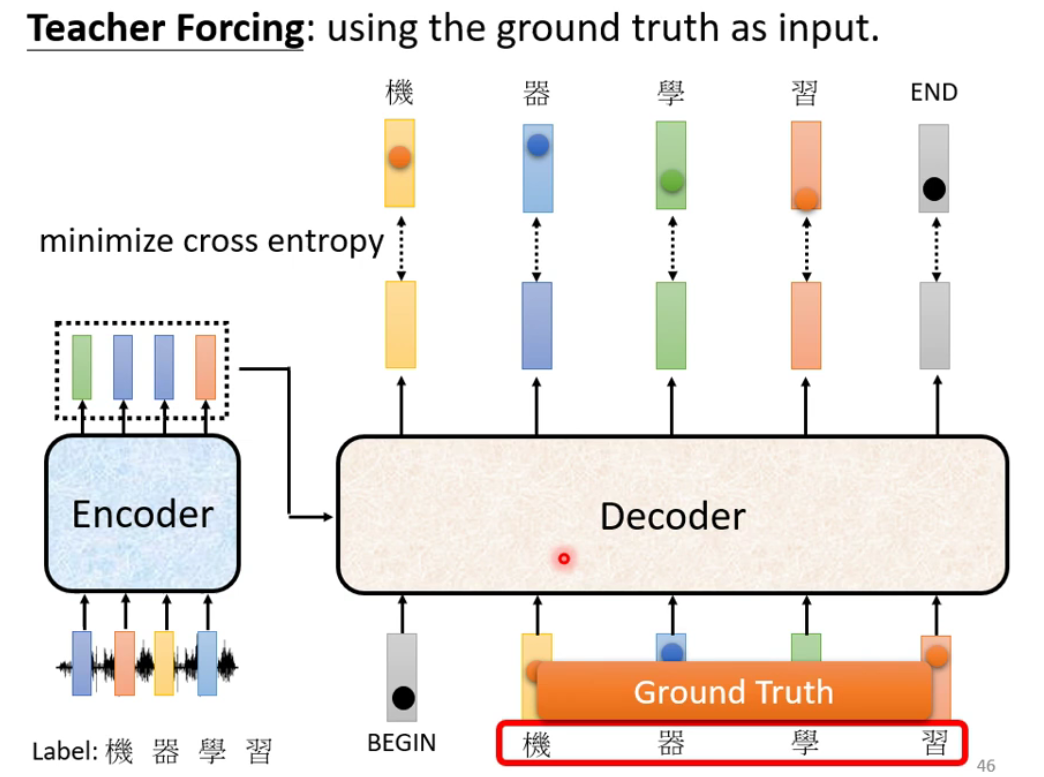 Teacher Forcing: using the ground truth as input.
機 器 學 習 END
minimize cross entropy
Encoder
Decoder
Ground Truth
Label: 機 器 學 習
BEGIN 機 器 學 習
46